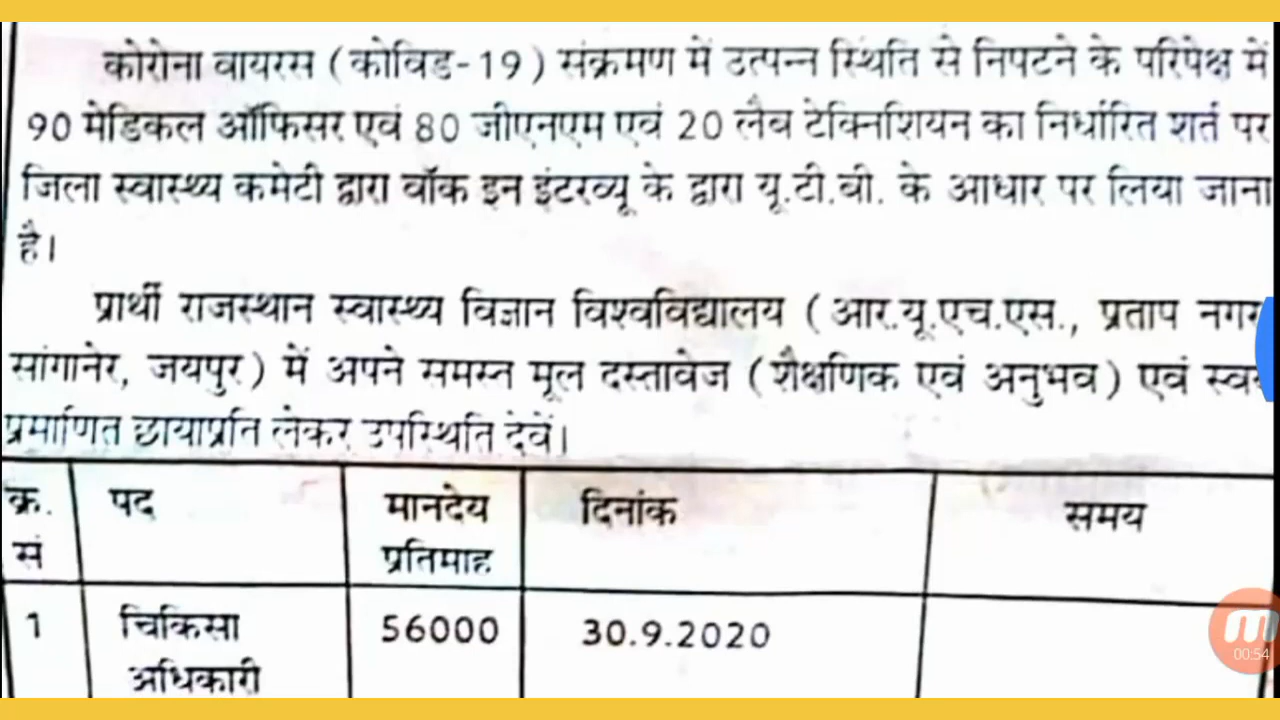 कोरोना वायरस (कोविड-19) संक्रमण में उत्पन्न स्थिति से निपटने के परिपेक्ष में
90 मेडिकल ऑफिसर एवं 80 जीएनएम एवं 20 लैब टेक्निशियन का निर्धारित शर्त पर
जिला स्वास्थ्य कमेटी द्वारा वॉक इन इंटरव्यू के द्वारा यू.टी.बी. के आधार पर लिया जाना
है।
प्रार्थी राजस्थान स्वास्थ्य विज्ञान विश्वविद्यालय (आर.यू.एच.एस., प्रताप नगर
सांगानेर, जयपुर) में अपने समस्त मूल दस्तावेज (शैक्षणिक एवं अनुभव) एवं
प्रमाणित छायाप्रति लेकर उपस्थिति देवें।
क्र. सं पद मानदेय प्रतिमाह दिनांक समय
1 चिकिसा अधिकारी 56000 30.9.2020
00:54